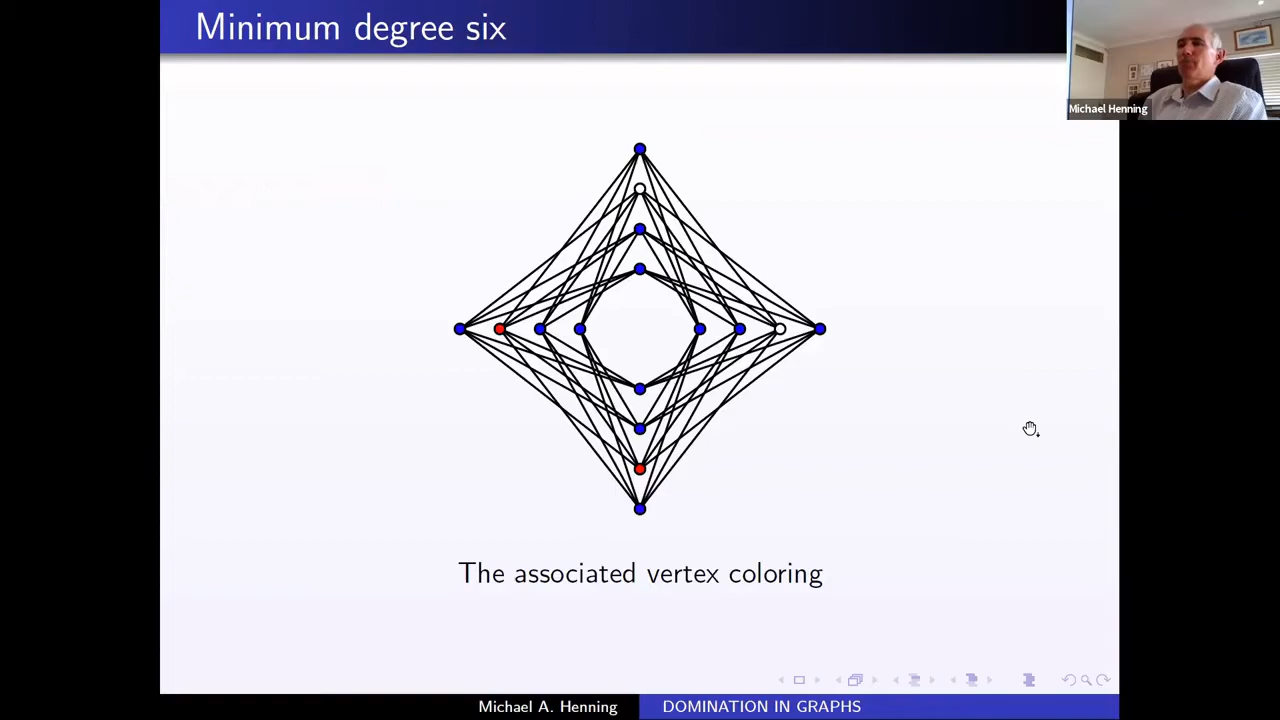 Minimum degree six
Michael Henning
The associated vertex coloring
Michael A. Henning
DOMINATION IN GRAPHS